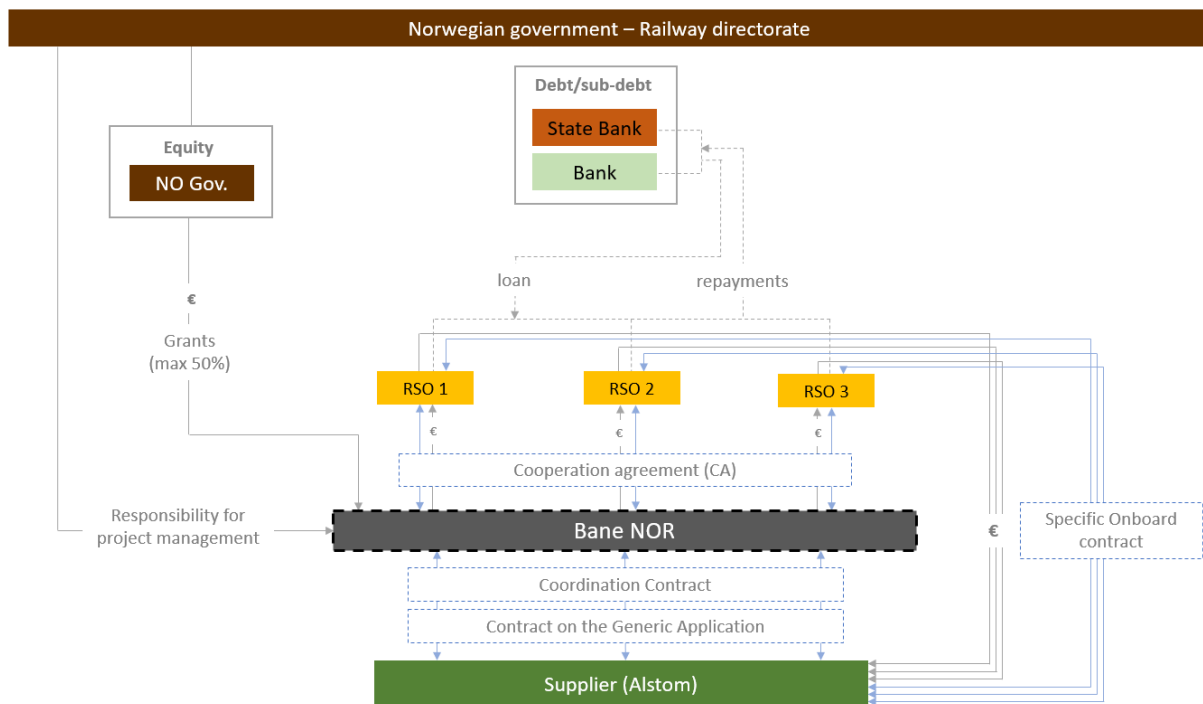 Norwegian government – Railway directorate
Debt/sub-debt
State Bank
Bank
Equity
NO Gov.
loan
repayments
€
Grants
(max 50%)
RSO 1
RSO 2
RSO 3
€
€
€
Cooperation agreement (CA)
Responsibility for
project management
Bane NOR
€
Specific Onboard
contract
Coordination Contract
Contract on the Generic Application
Supplier (Alstom)